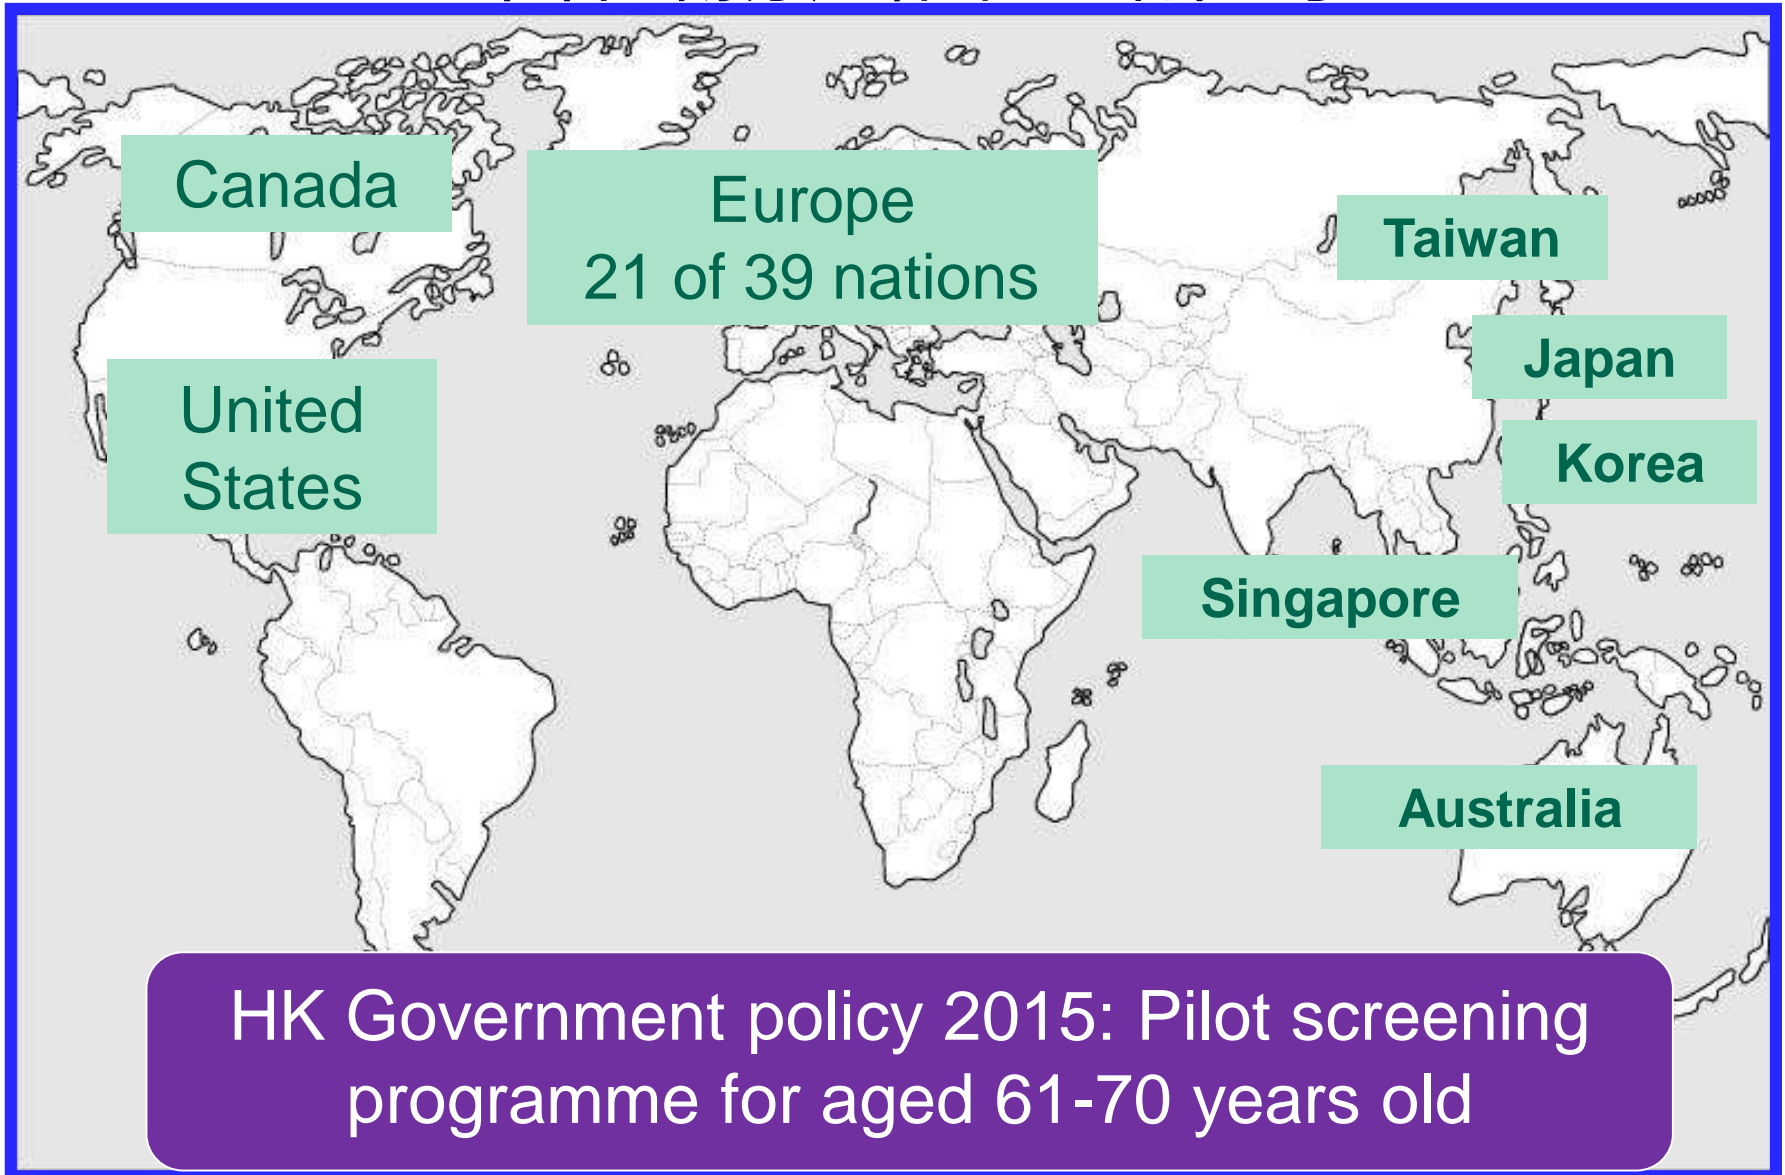 Canada
Europe
21 of 39 nations
Taiwan
Japan
United
States
Korea
Singapore
Australia
HK Government policy 2015: Pilot screening
programme for aged 61-70 years old